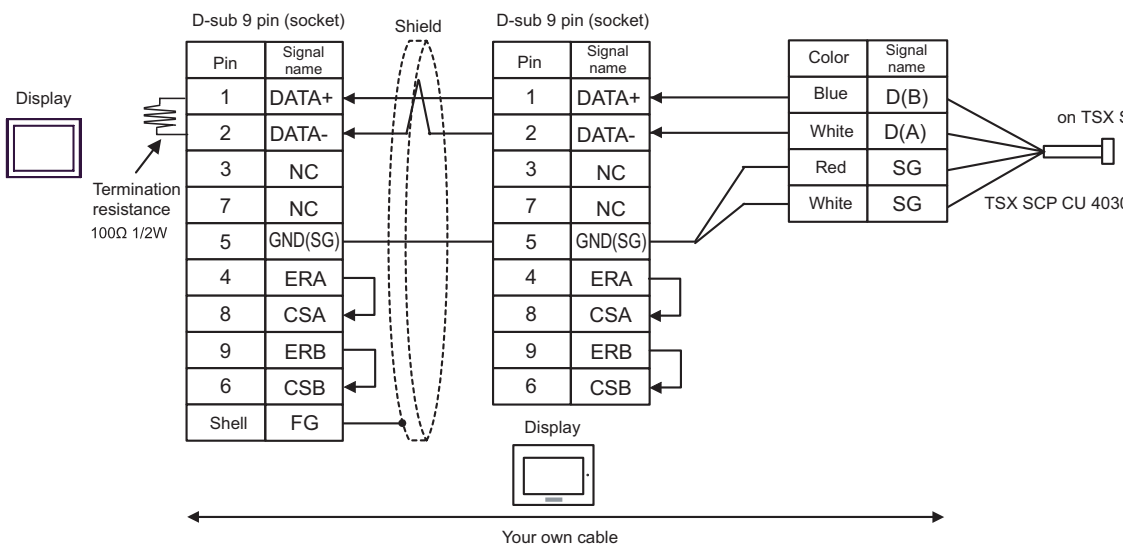 D-sub 9 pin (socket)
Shield
D-sub 9 pin (socket)
Pin Signal name
1 DATA+
2 DATA-
3 NC
7 NC
5 GND(SG)
4 ERA
8 CSA
9 ERB
6 CSB
Shell FG
Pin Signal name
1 DATA+
2 DATA-
3 NC
7 NC
5 GND(SG)
4 ERA
8 CSA
9 ERB
6 CSB
Color Signal name
Blue D(B)
White D(A)
Red SG
White SG
Display
Termination
resistance
100Ω 1/2W
on TSX
TSX SCP CU 4030
Display
Your own cable